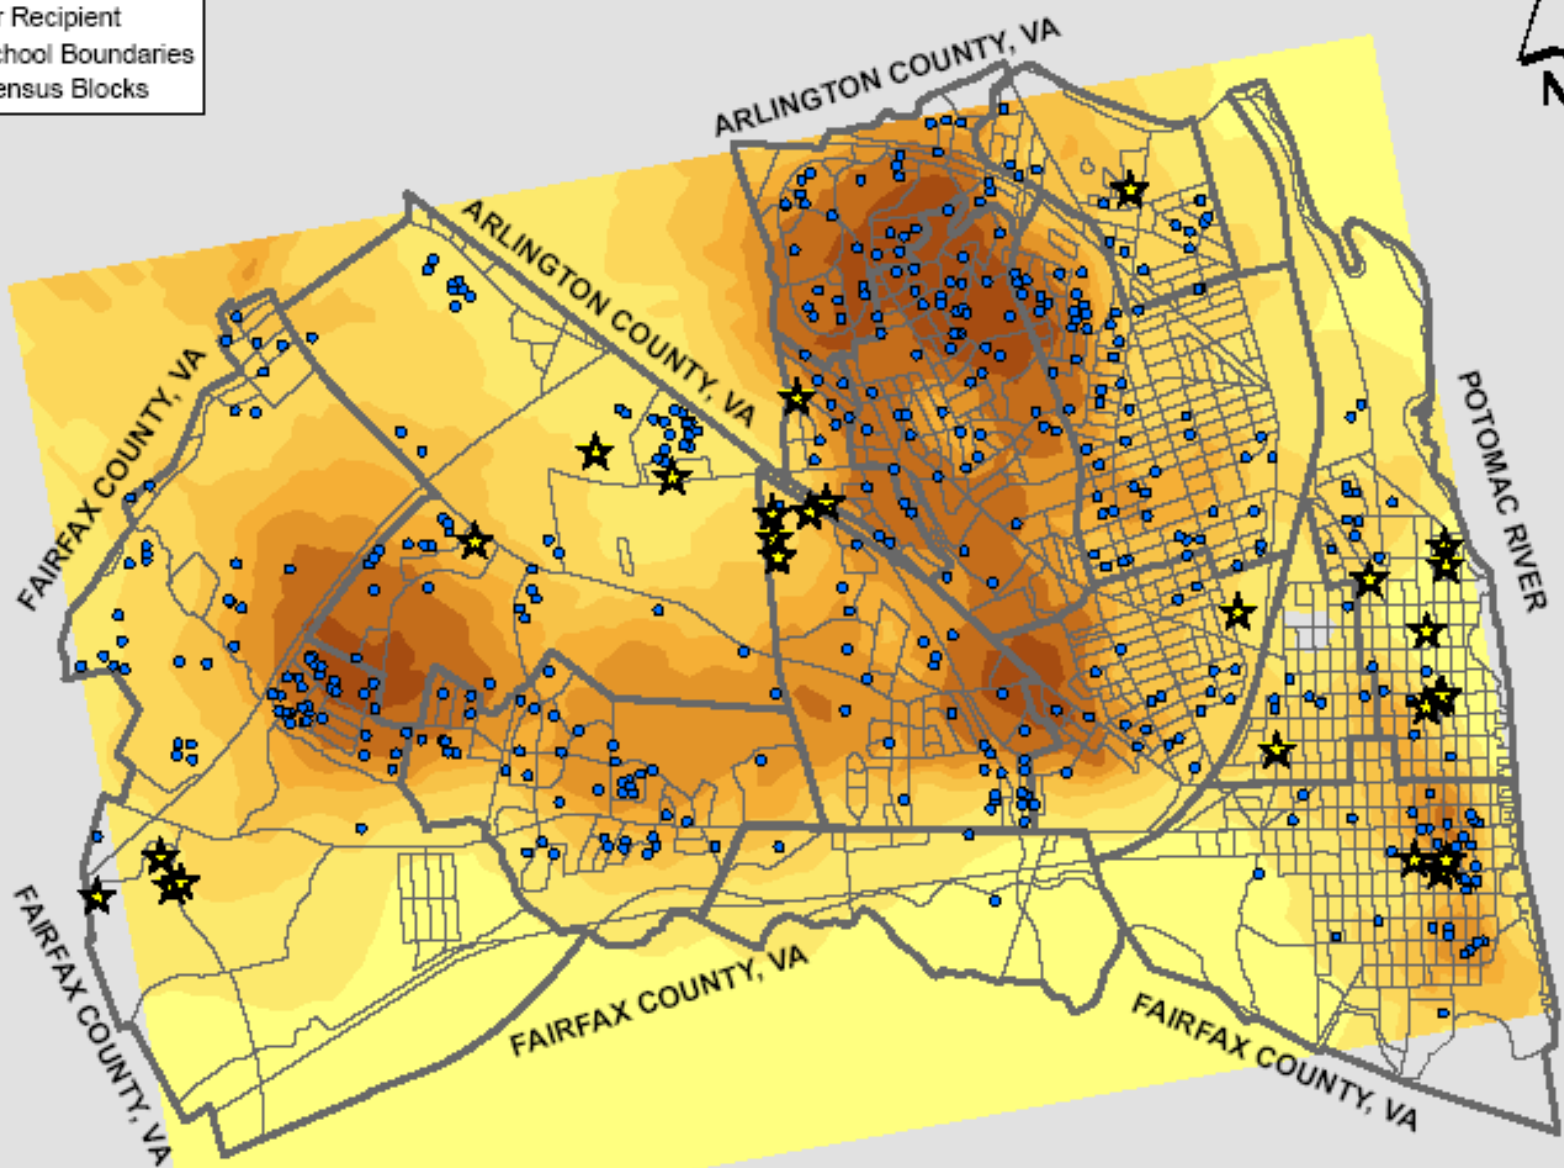 r Recipient
chool Boundaries
ensus Blocks
N
ARLINGTON COUNTY, VA
ARLINGTON COUNTY, VA
FAIRFAX COUNTY, VA
POTOMAC RIVER
FAIRFAX COUNTY, VA
FAIRFAX COUNTY, VA
FAIRFAX COUNTY, VA